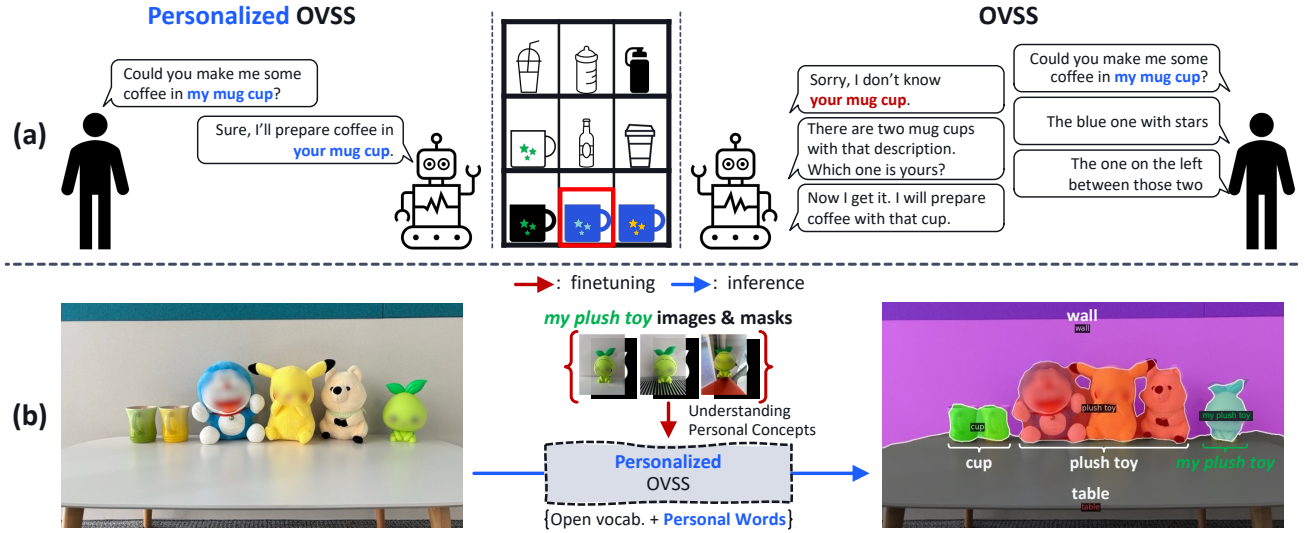 Personalized OVSS
OVSS
(a)
Could you make me some
coffee in my mug cup?
Sure, I'll prepare coffee in
your mug cup.
Sorry, I don't know
your mug cup.
There are two mug cups
with that description.
Which one is yours?
Now I get it. I will prepare
coffee with that cup.
Could you make me some
coffee in my mug cup?
The blue one with stars
The one on the left
between those two
: finetuning
: inference
(b)
my plush toy images & masks
Understanding
Personal Concepts
Personalized
OVSS
{Open vocab. + Personal Words}
wall
wall
plush toy
my plush toy
cup
cup
plush toy
my plush toy
table
table